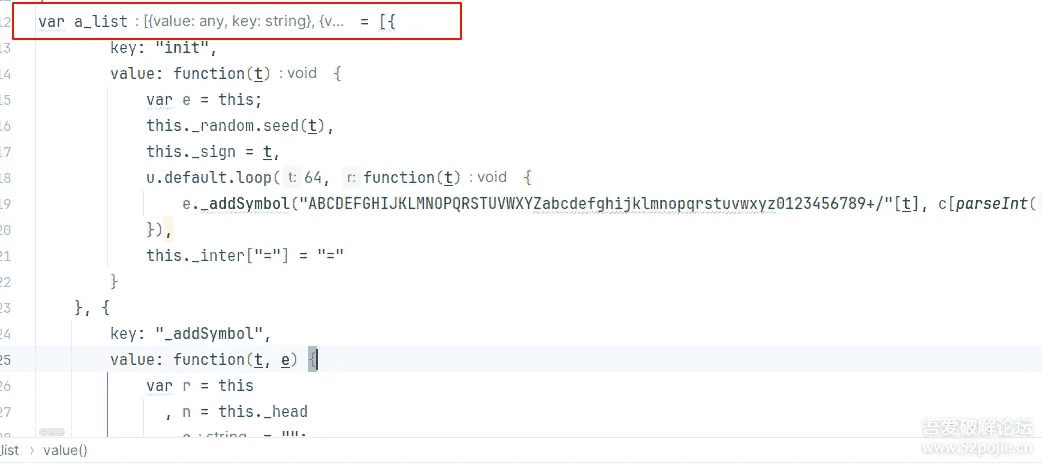 12 var a_list : [{value: any, key: string}, {v... = [{
13 key: "init",
14 value: function(t) : void {
15 var e = this;
16 this._random.seed(t),
17 this._sign = t,
18 u.default.loop( t: 64, r: function(t) : void {
19 e._addSymbol("ABCDEFGHIJKLMNOPQRSTUVWXYZabcdefghijklmnopqrstuvwxyz0123456789+/"[t], c[parseInt(
20 }),
21 this._inter["="] = "="
22 }
23 }, {
24 key: "_addSymbol",
25 value: function(t, e) {
26 var r = this
27 , n = this._head
: string = "";
_list > value()
吾爱破解论坛
www.52pojie.cn